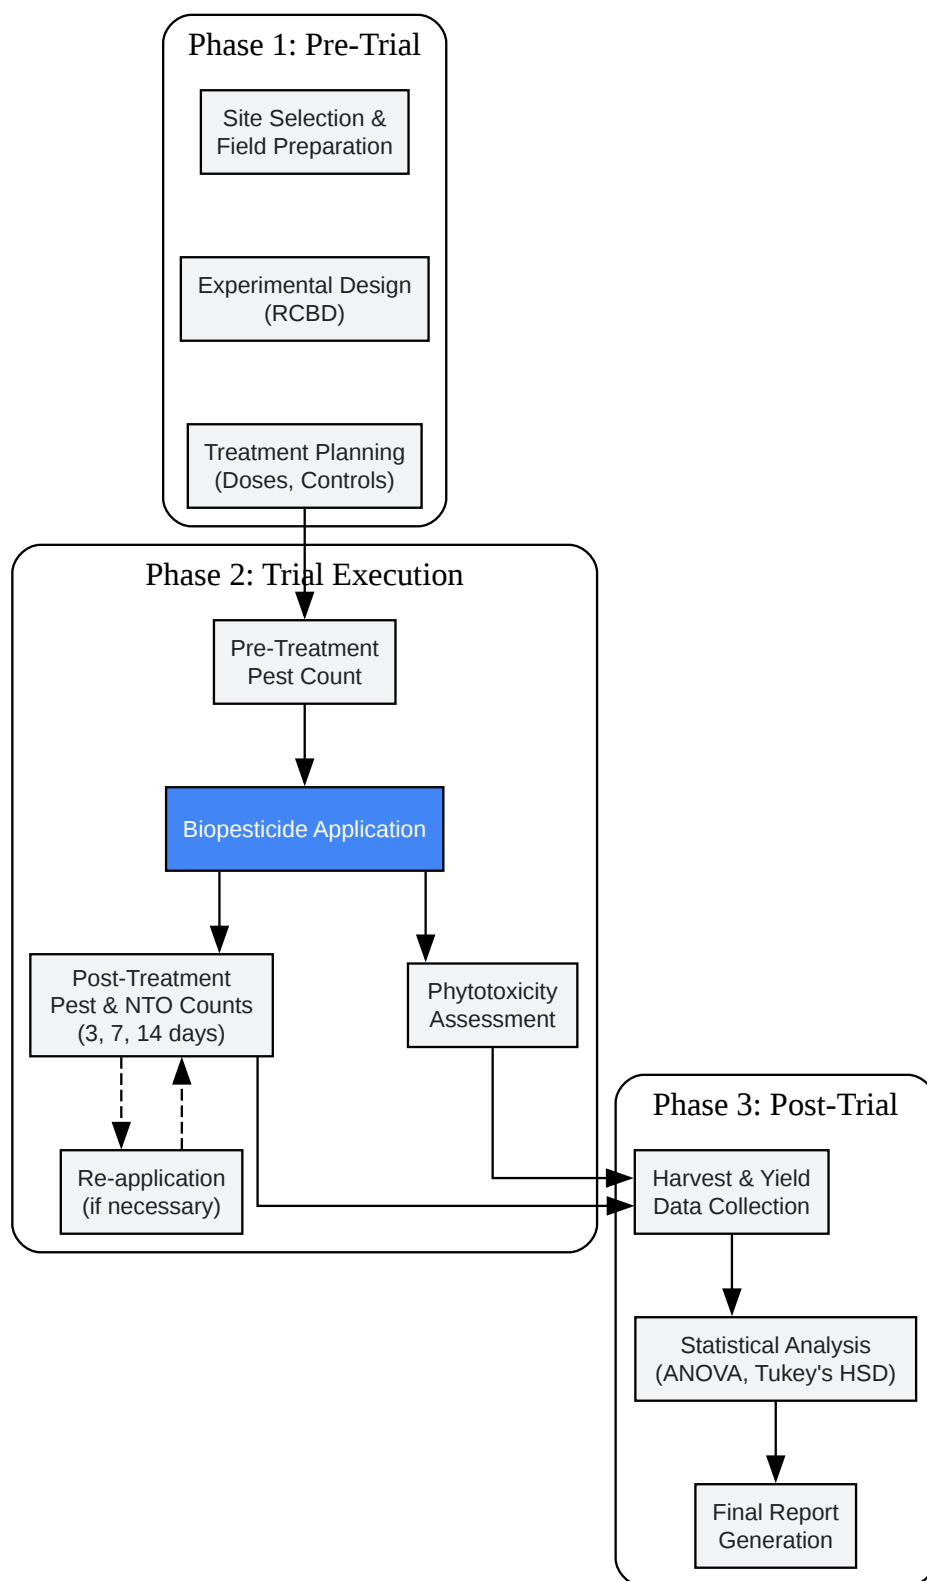 Phase 1: Pre-Trial
Site Selection &
Field Preparation
Experimental Design
(RCBD)
Treatment Planning
(Doses, Controls)
Phase 2: Trial Execution
Pre-Treatment
Pest Count
Biopesticide Application
Post-Treatment
Pest & NTO Counts
(3, 7, 14 days)
Phytotoxicity
Assessment
Re-application
(if necessary)
Phase 3: Post-Trial
Harvest & Yield
Data Collection
Statistical Analysis
(ANOVA, Tukey's HSD)
Final Report
Generation